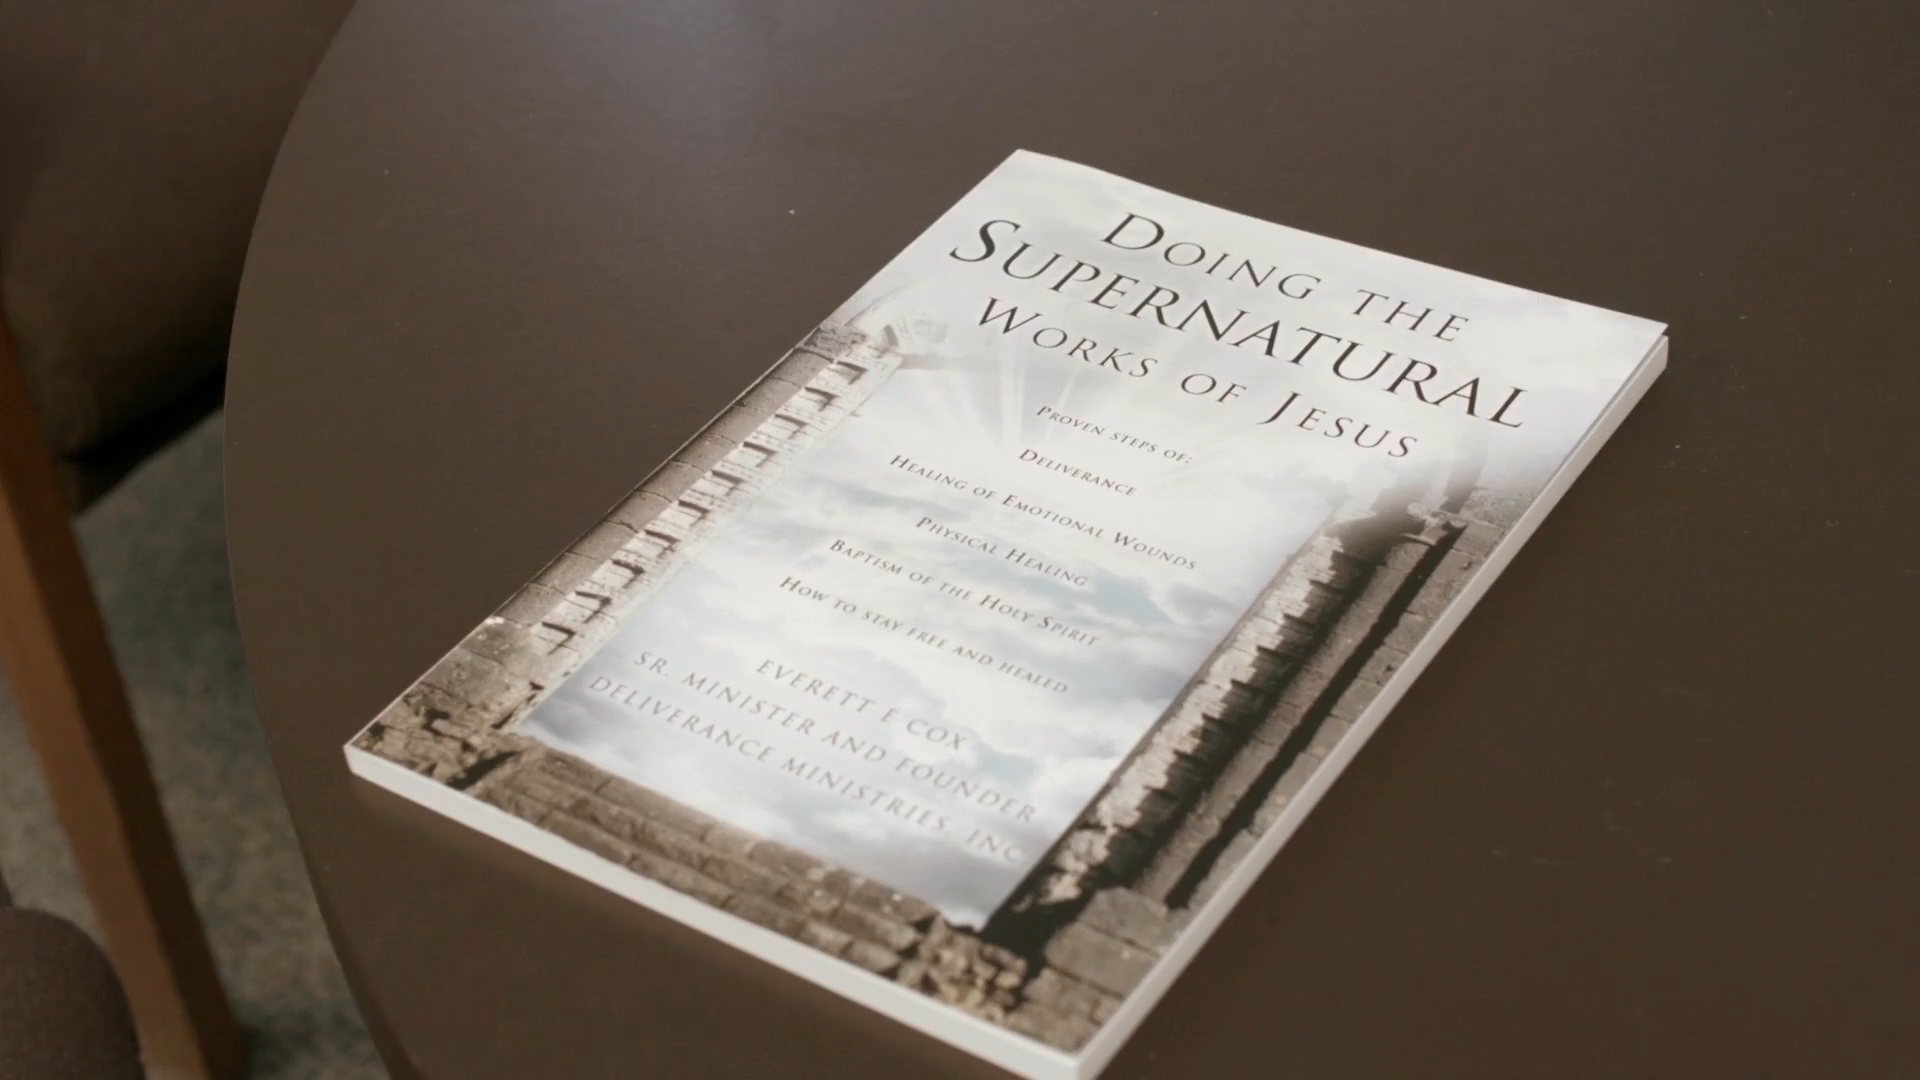 DOING THE
SUPERNATURAL
WORKS OF JESUS
PROVEN STEPS OF:
DELIVERANCE
HEALING OF EMOTIONAL WOUNDS
PHYSICAL HEALING
BAPTISM OF THE HOLY SPIRIT
HOW TO STAY FREE AND HEALED
EVERETT E COX
SR. MINISTER AND FOUNDER
DELIVERANCE MINISTRIES, INC